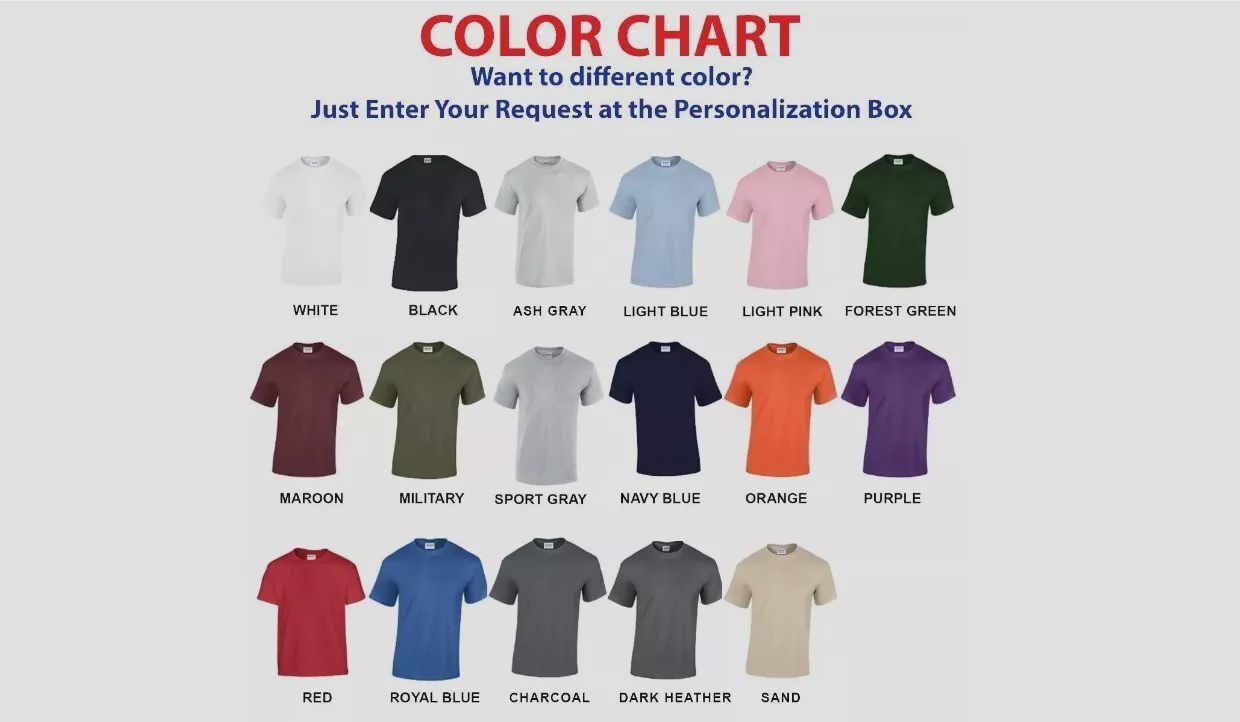 COLOR CHART
Want to different color?
Just Enter Your Request at the Personalization Box
WHITE BLACK ASH GRAY LIGHT BLUE LIGHT PINK FOREST GREEN
MAROON MILITARY SPORT GRAY NAVY BLUE ORANGE PURPLE
RED ROYAL BLUE CHARCOAL DARK HEATHER SAND